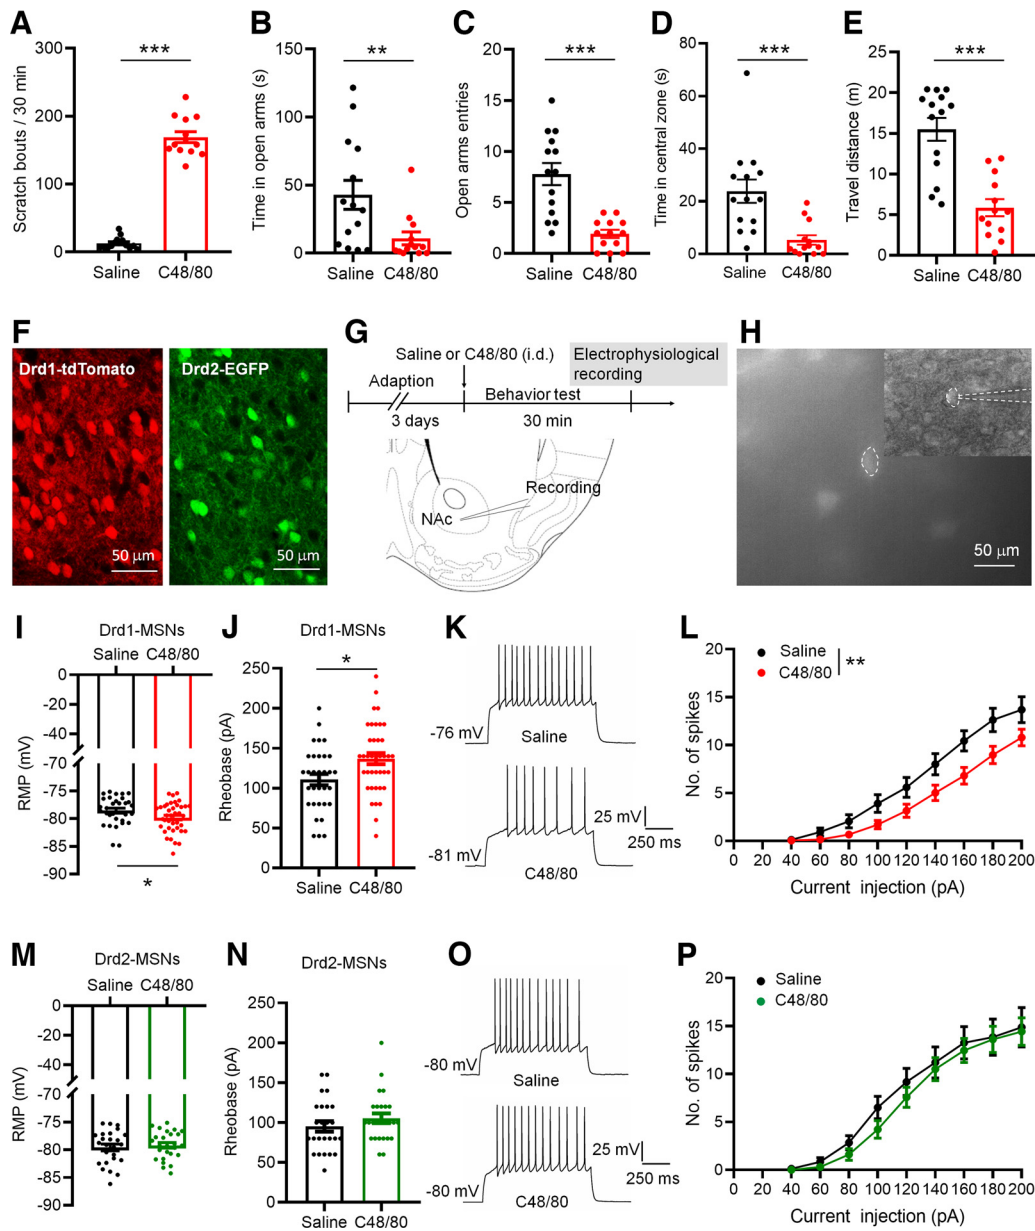 A
***
Scratch bouts / 30 min
300
200
100
0
Saline
C48/80
B
**
Time in open arms (s)
150
100
50
0
Saline
C48/80
C
***
Open arms entries
20
15
10
5
0
Saline
C48/80
D
***
Time in central zone (s)
80
60
40
20
0
Saline
C48/80
E
***
Travel distance (m)
25
20
15
10
5
0
Saline
C48/80
F
Drd1-tdTomato
50 μm
Drd2-EGFP
50 μm
G
Saline or C48/80 (i.d.)
Electrophysiological
recording
Adaption
Behavior test
3 days
30 min
Recording
NAc
H
50 μm
I
Drd1-MSNs
Saline
C48/80
RMP (mV)
0
-20
-40
-70
-75
-80
-85
-90
*
J
Drd1-MSNs
*
Rheobase (pA)
250
200
150
100
50
0
Saline
C48/80
K
-76 mV
Saline
-81 mV
C48/80
25 mV
250 ms
L
Saline
C48/80
**
No. of spikes
20
15
10
5
0
0
20
40
60
80
100
120
140
160
180
200
Current injection (pA)
M
Drd2-MSNs
Saline
C48/80
RMP (mV)
0
-20
-40
-70
-75
-80
-85
-90
N
Drd2-MSNs
Rheobase (pA)
250
200
150
100
50
0
Saline
C48/80
O
-80 mV
Saline
-80 mV
C48/80
25 mV
250 ms
P
Saline
C48/80
No. of spikes
20
15
10
5
0
0
20
40
60
80
100
120
140
160
180
200
Current injection (pA)